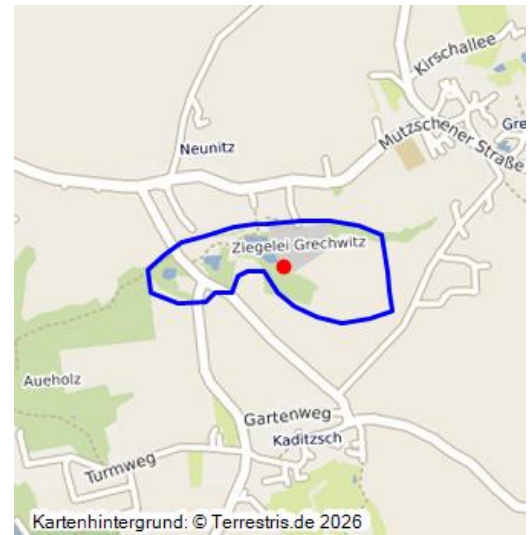 Kirschallee
Gre
Mutzschener Straße
Neunitz
Ziegelei Grechwitz
Aueholz
Gartenweg
Kaditzsch
Turmweg
Kartenhintergrund: © Terrestris.de 2026